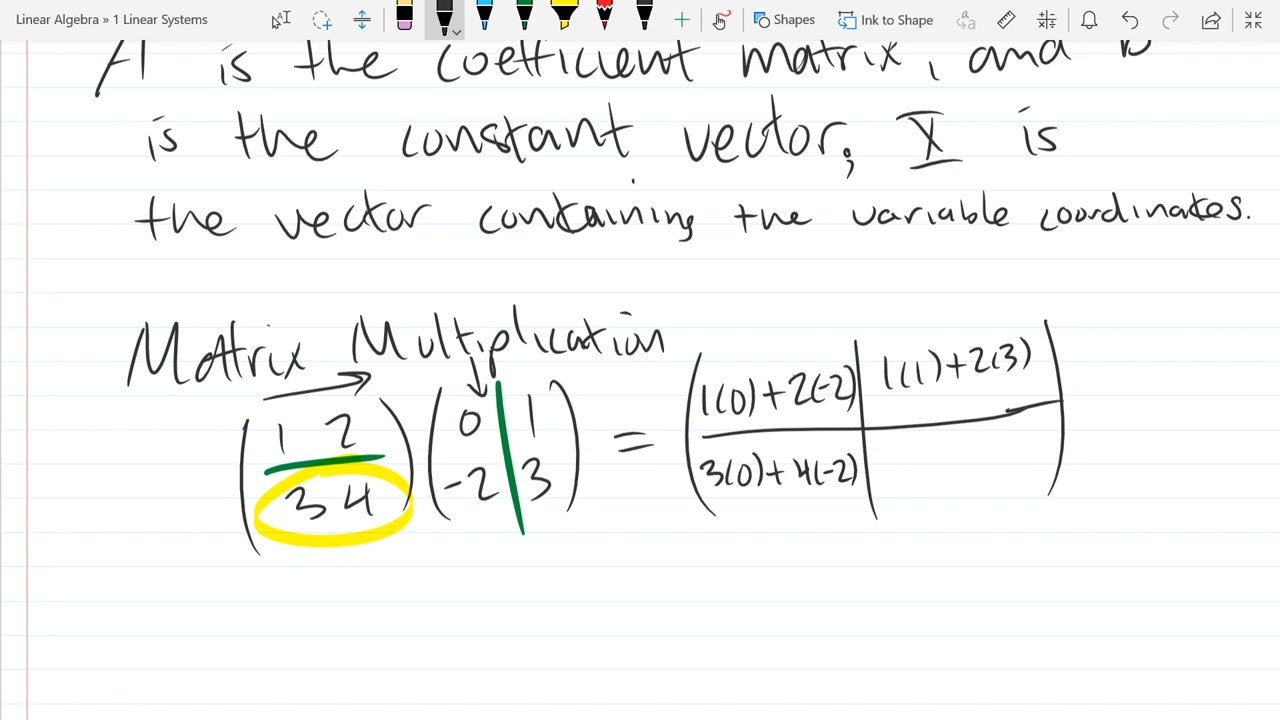 Linear Algebra » 1 Linear Systems
Shapes
Ink to Shape
A is the coefficient matrix, and B
is the constant vector, X is
the vector containing the variable coordinates.
Matrix Multiplication
( 1 2 ) ( 0 | 1 ) = ( 1(0)+2(-2) | 1(1)+2(3) )
( 3 4 ) ( -2 | 3 ) ( 3(0)+4(-2) | )